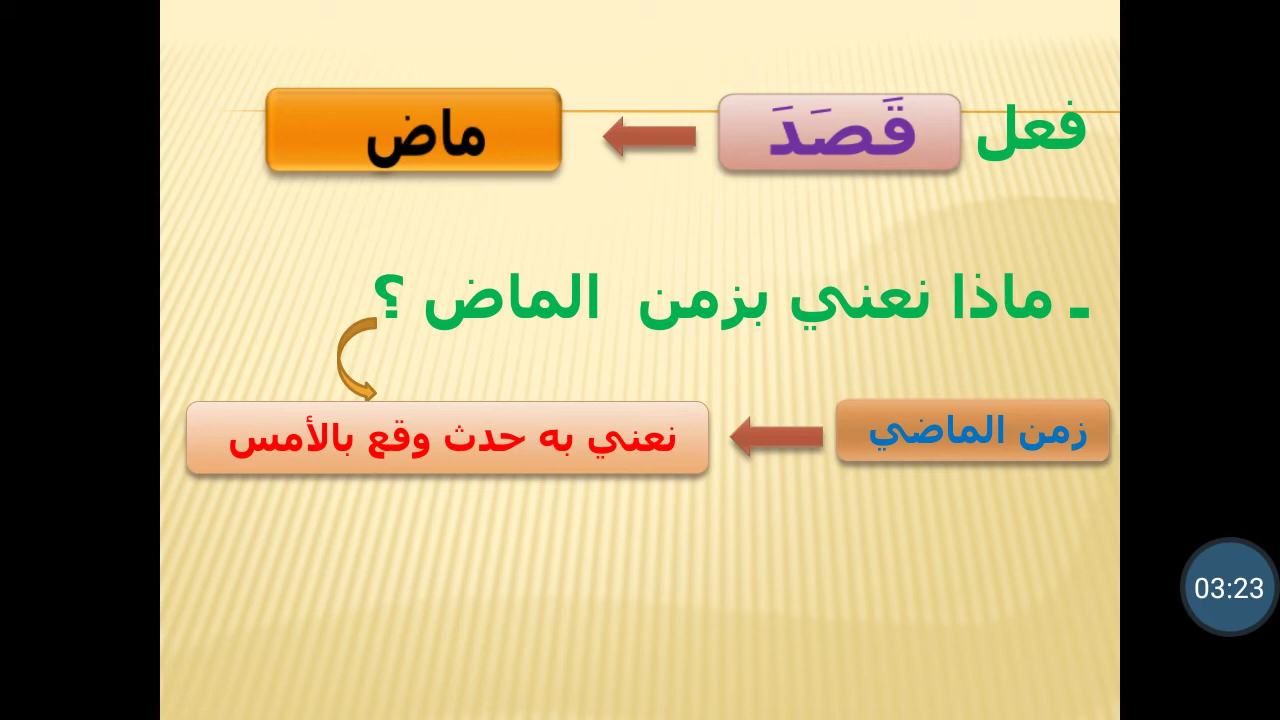 فعل قَصَدَ ماض
ـ ماذا نعني بزمن الماض ؟
زمن الماضي نعني به حدث وقع بالأمس
03:23